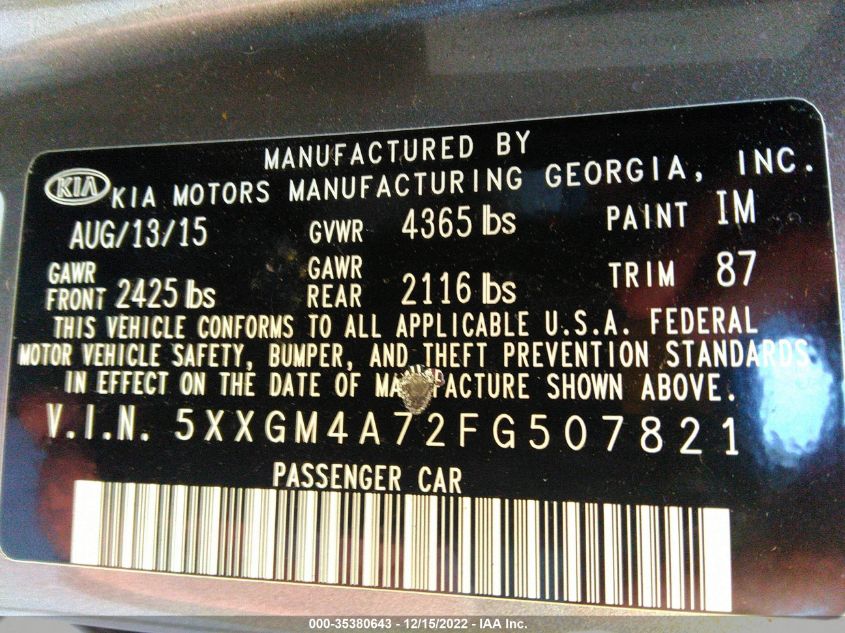 MANUFACTURED BY
KIA KIA MOTORS MANUFACTURING GEORGIA, INC.
AUG/13/15 GVWR 4365 lbs PAINT IM
GAWR FRONT 2425 lbs GAWR REAR 2116 lbs TRIM 87
THIS VEHICLE CONFORMS TO ALL APPLICABLE U.S.A. FEDERAL
MOTOR VEHICLE SAFETY, BUMPER, AND THEFT PREVENTION STANDARDS
IN EFFECT ON THE DATE OF MA FACTURE SHOWN ABOVE.
V.I.N. 5XXGM4A72FG507821
PASSENGER CAR
000-35380643 - 12/15/2022 - IAA Inc.